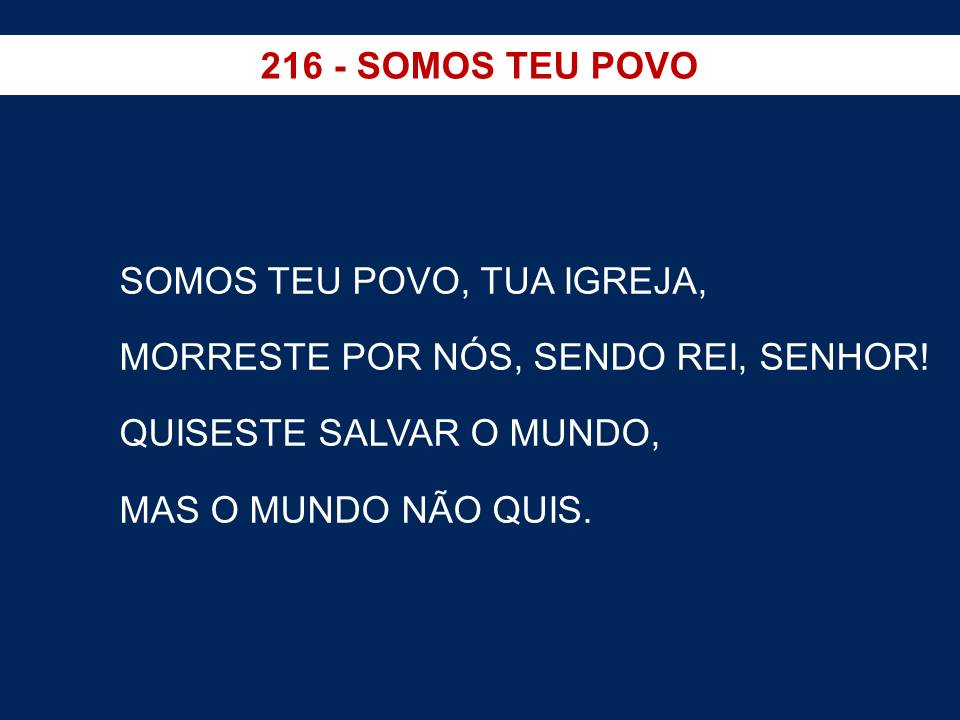 216 - SOMOS TEU POVO
SOMOS TEU POVO, TUA IGREJA,
MORRESTE POR NÓS, SENDO REI, SENHOR!
QUISESTE SALVAR O MUNDO,
MAS O MUNDO NÃO QUIS.